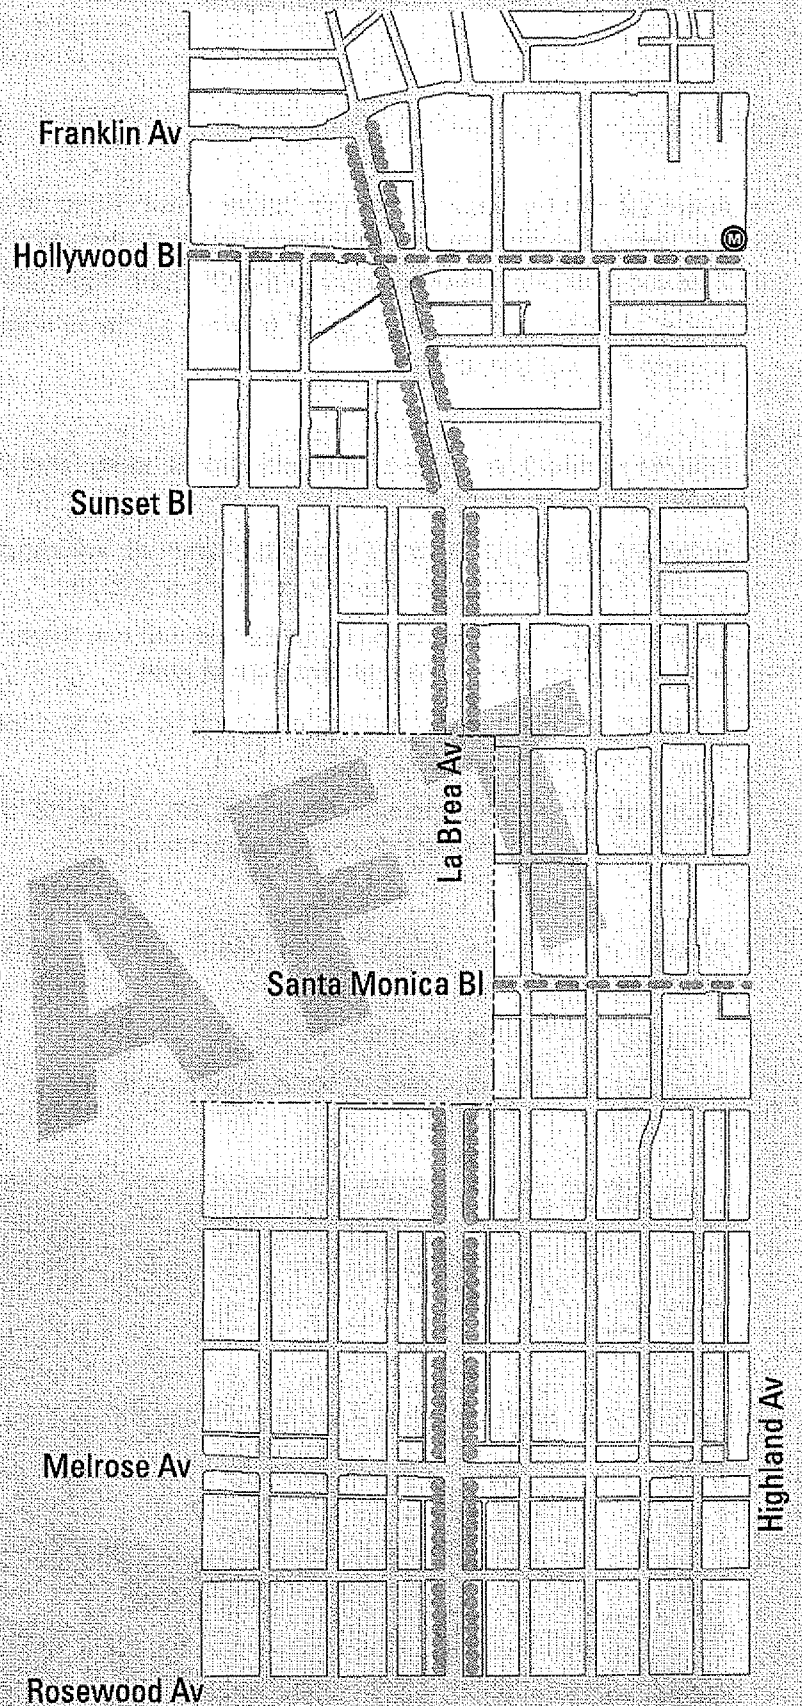 Franklin Av
Hollywood Bl
M
Sunset Bl
La Brea Av
Santa Monica Bl
Melrose Av
Highland Av
Rosewood Av